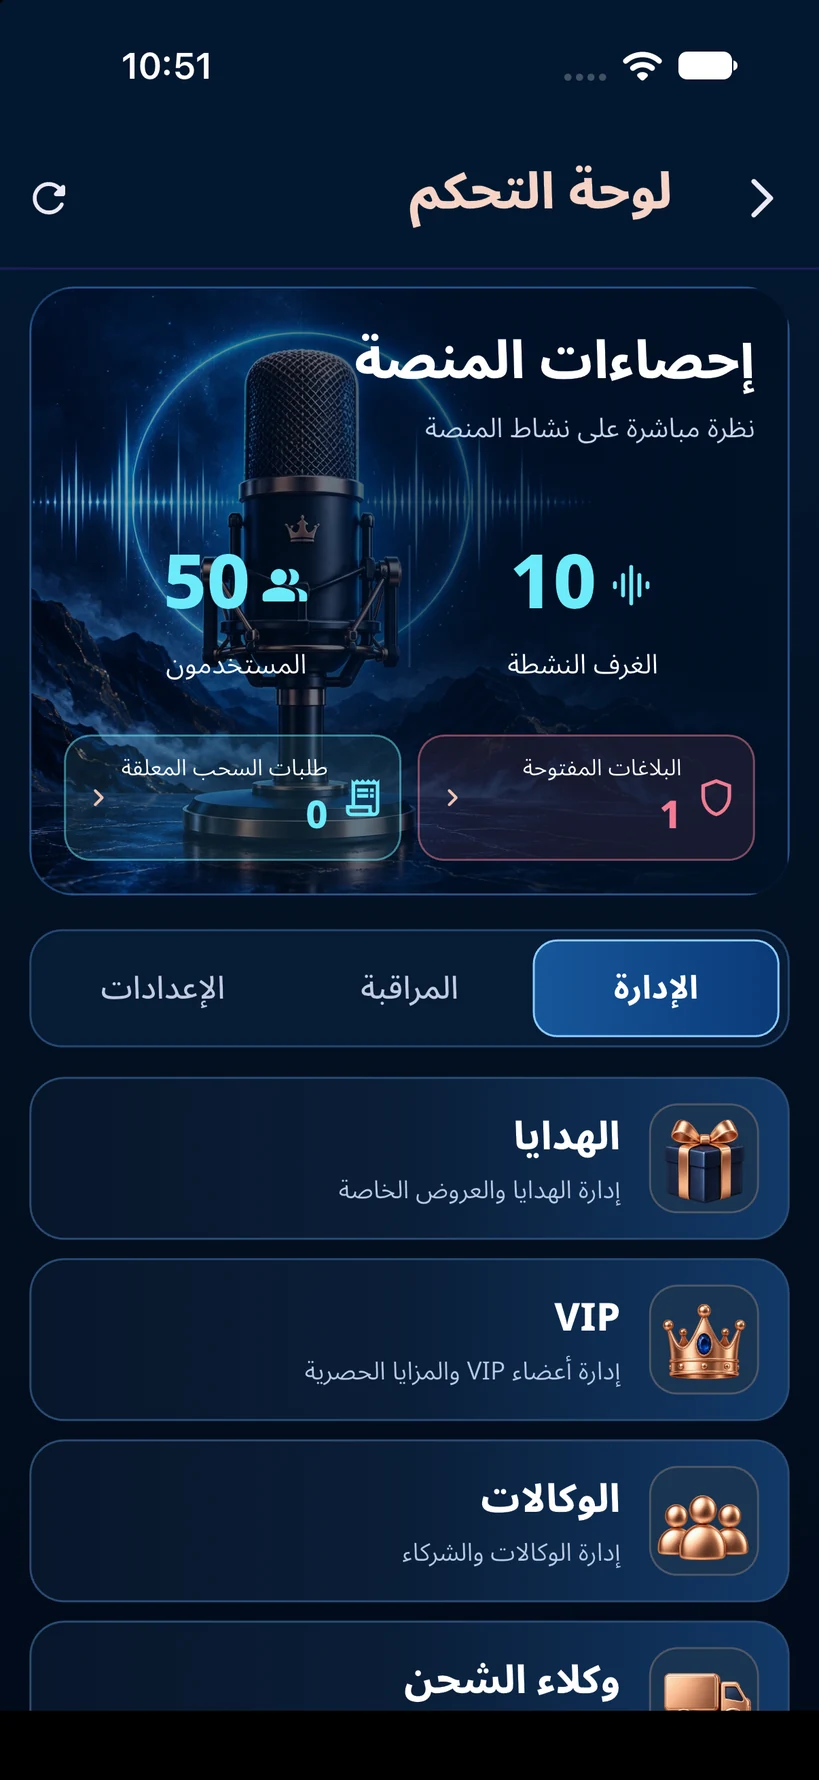 10:51
لوحة التحكم
إحصاءات المنصة
نظرة مباشرة على نشاط المنصة
10
50
الغرف النشطة
المستخدمون
البلاغات المفتوحة
1
طلبات السحب المعلقة
0
الإدارة
المراقبة
الإعدادات
الهدايا
إدارة الهدايا والعروض الخاصة
VIP
إدارة أعضاء VIP والمزايا الحصرية
الوكالات
إدارة الوكالات والشركاء
وكلاء الشحن